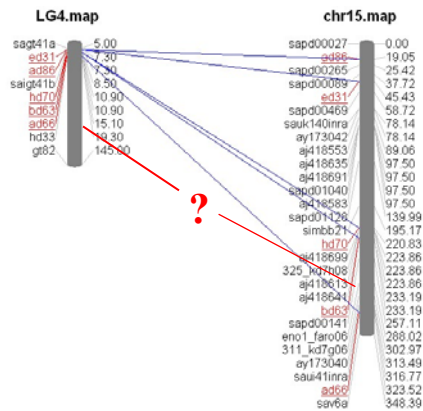 LG4.map
sagt41a 5.00
ed31 7.30
ad86 7.30
saigt41b 8.50
hd70 10.90
bd63 10.90
ad66 15.10
hd33 19.30
gt82 145.00
?
chr15.map
sapd00027 0.00
ad86 19.05
sapd00265 25.42
sapd00089 37.72
ed31 45.43
sapd00469 58.72
sauk140inra 78.14
ay173042 78.14
aj418553 89.06
aj418635 97.50
aj418691 97.50
sapd01040 97.50
aj418583 97.50
sapd01128 139.99
simbb21 195.17
hd70 220.83
aj418699 223.86
325_kd7h08 223.86
aj418613 223.86
aj418641 233.19
bd63 233.19
sapd00141 257.11
eno1_faro06 288.02
311_kd7g06 302.97
ay173040 313.49
saui41inra 316.77
ad66 323.52
sav6a 348.39